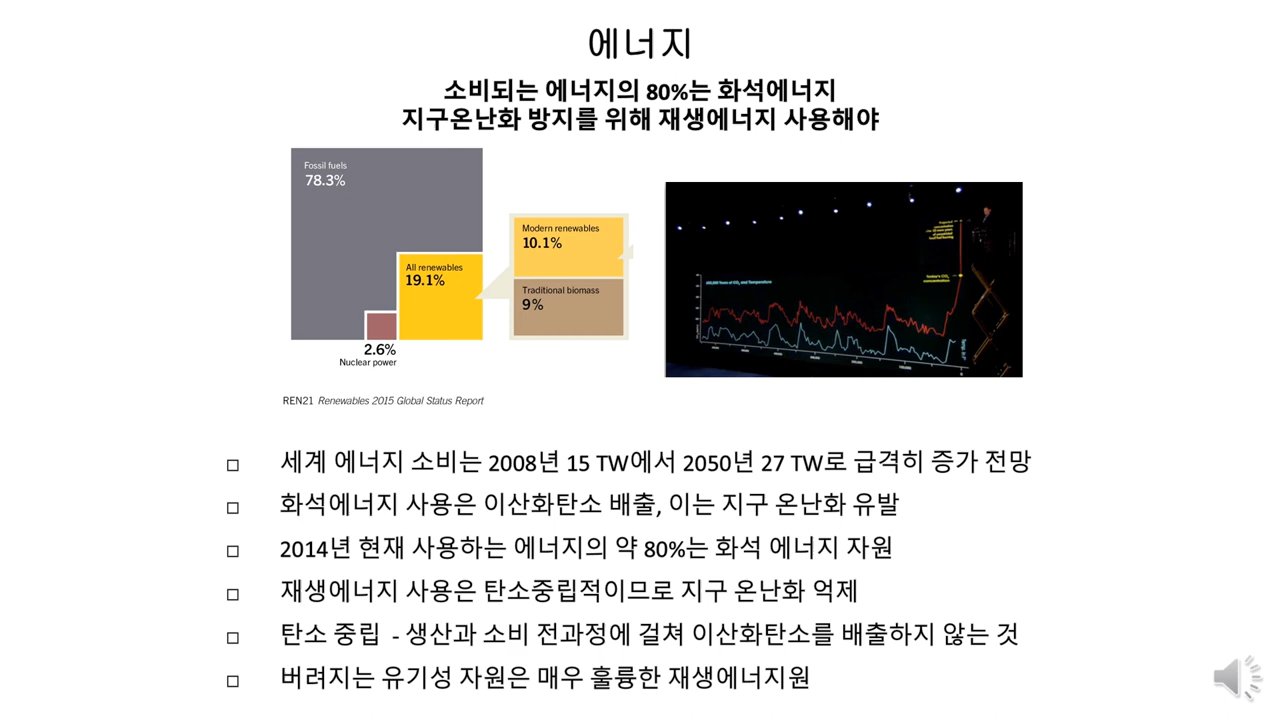 에너지
소비되는 에너지의 80%는 화석에너지
지구온난화 방지를 위해 재생에너지 사용해야
Fossil fuels
78.3%
All renewables
19.1%
2.6%
Nuclear power
Modern renewables
10.1%
Traditional biomass
9%
REN21 Renewables 2015 Global Status Report
Years of CO2 and Temperature
Today's CO2
concentration
□ 세계 에너지 소비는 2008년 15 TW에서 2050년 27 TW로 급격히 증가 전망
□ 화석에너지 사용은 이산화탄소 배출, 이는 지구 온난화 유발
□ 2014년 현재 사용하는 에너지의 약 80%는 화석 에너지 자원
□ 재생에너지 사용은 탄소중립적이므로 지구 온난화 억제
□ 탄소 중립 - 생산과 소비 전과정에 걸쳐 이산화탄소를 배출하지 않는 것
□ 버려지는 유기성 자원은 매우 훌륭한 재생에너지원